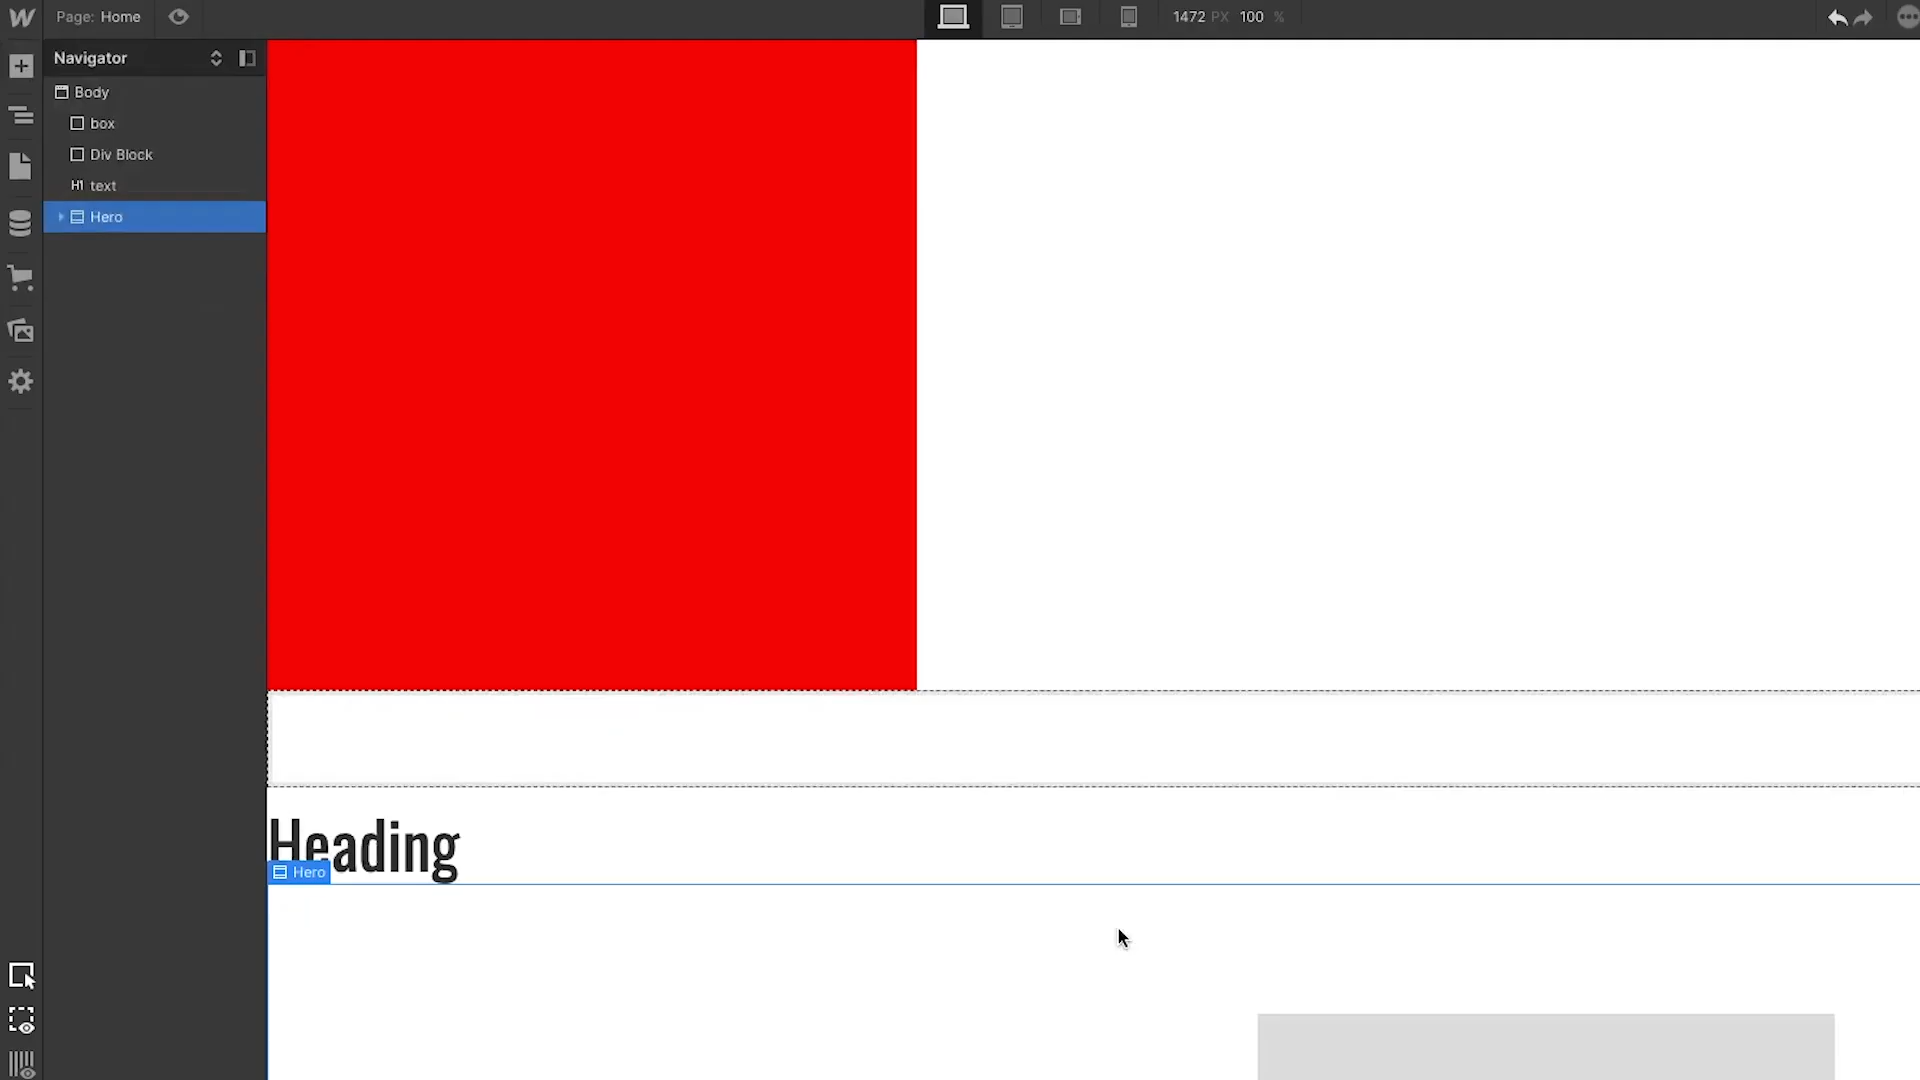 Page: Home
1472 PX 100 %
Navigator
Body
box
Div Block
H1 text
Hero
Heading
Hero